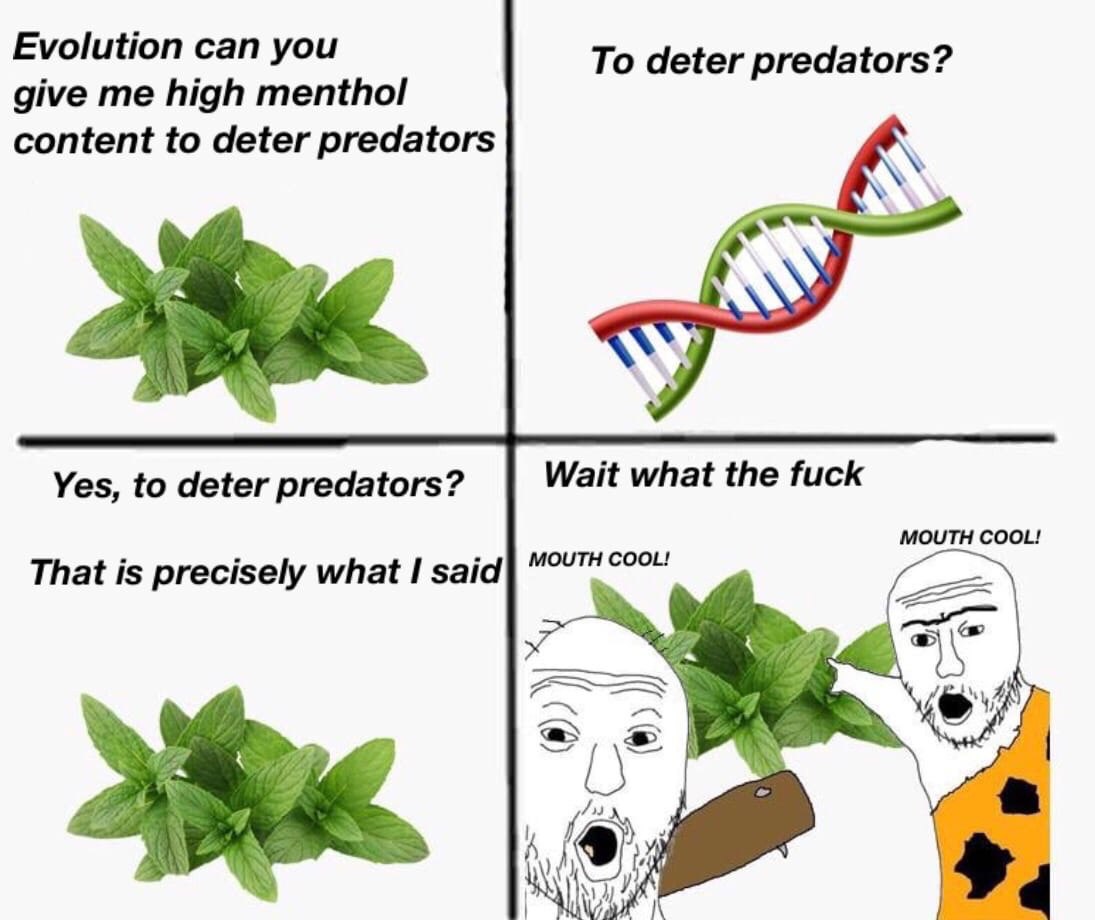 Evolution can you
give me high menthol
content to deter predators
To deter predators?
Yes, to deter predators?
That is precisely what I said
Wait what the fuck
MOUTH COOL!
MOUTH COOL!